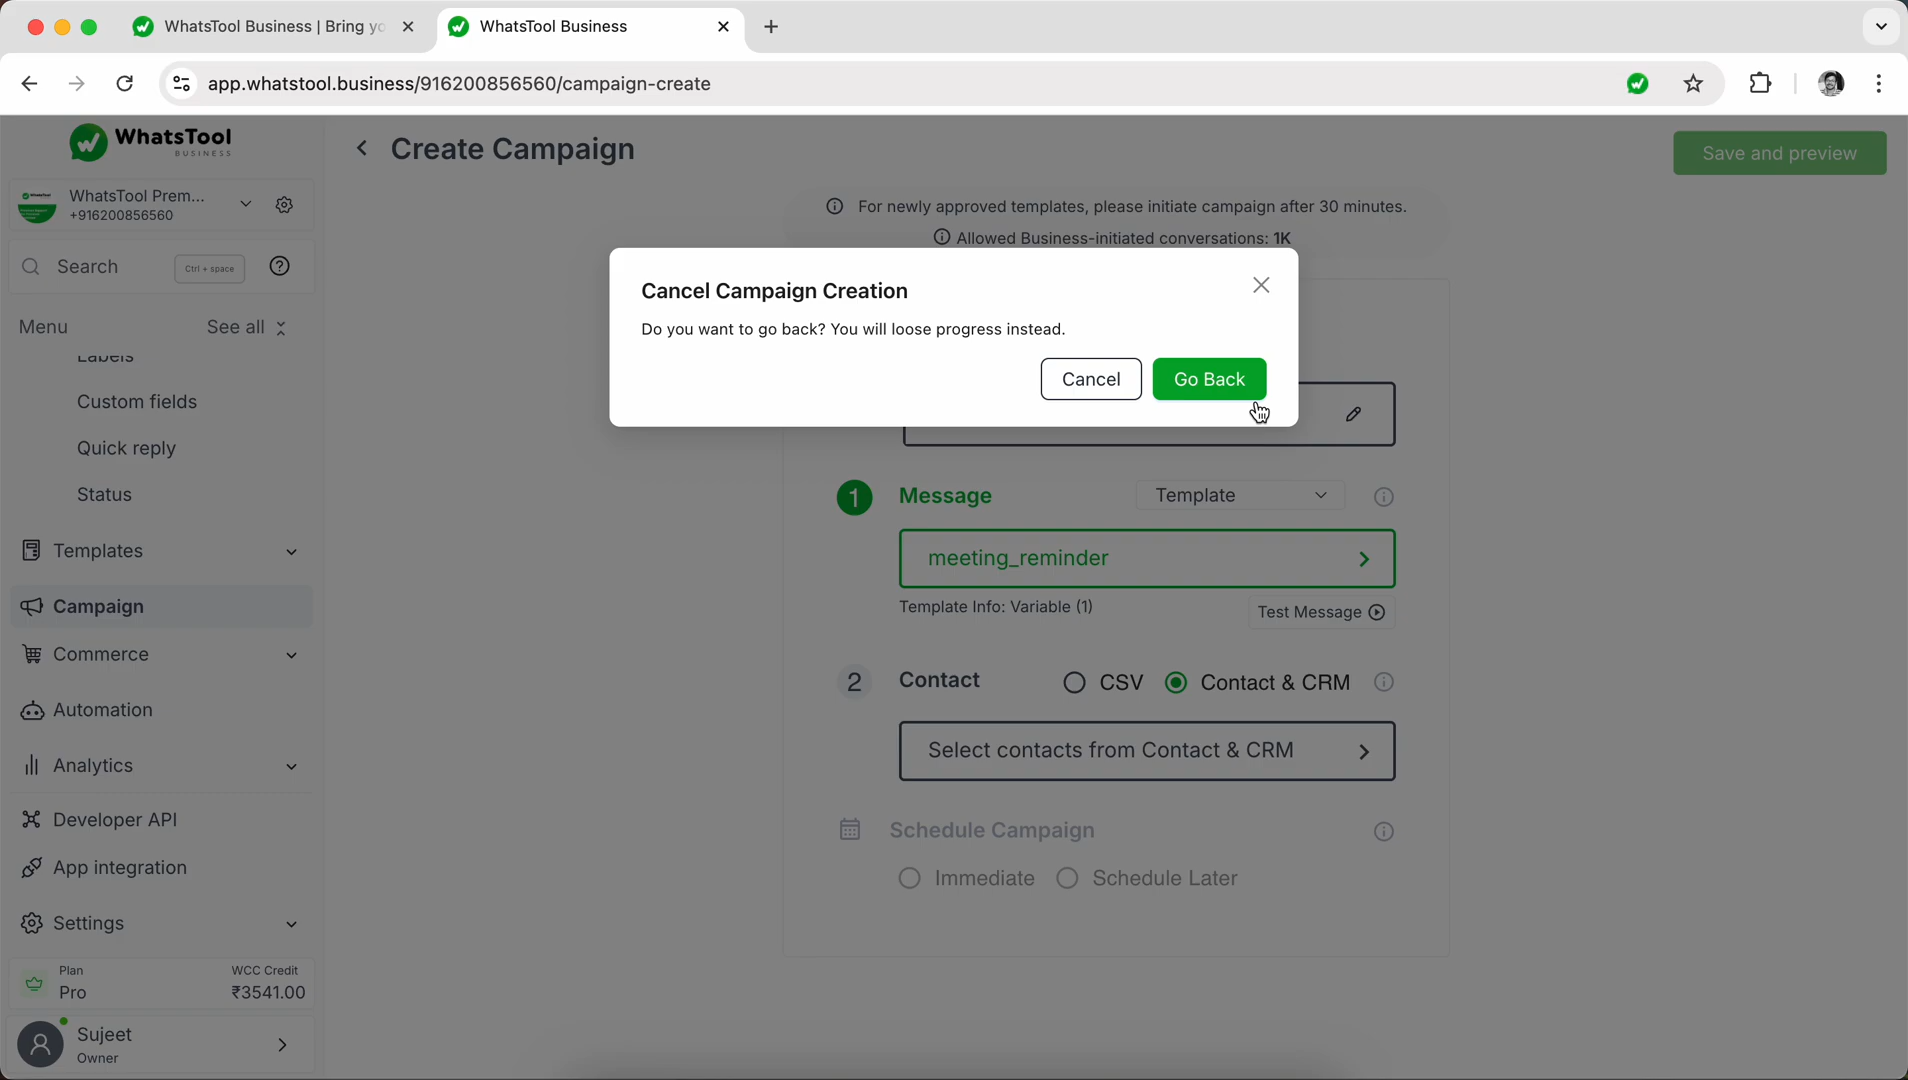 WhatsTool Business | Bring yo
WhatsTool Business
app.whatstool.business/916200856560/campaign-create
WhatsTool
BUSINESS
Create Campaign
Save and preview
WhatsTool Prem...
+916200856560
For newly approved templates, please initiate campaign after 30 minutes.
Allowed Business-initiated conversations: 1K
Search
Ctrl + space
Cancel Campaign Creation
Do you want to go back? You will loose progress instead.
Cancel
Go Back
Menu
See all
Labels
Custom fields
Quick reply
Status
Templates
Campaign
Commerce
Automation
Analytics
Developer API
App integration
Settings
Plan
Pro
WCC Credit
₹3541.00
Sujeet
Owner
1
Message
Template
meeting_reminder
Template Info: Variable (1)
Test Message
2
Contact
CSV
Contact & CRM
Select contacts from Contact & CRM
Schedule Campaign
Immediate
Schedule Later